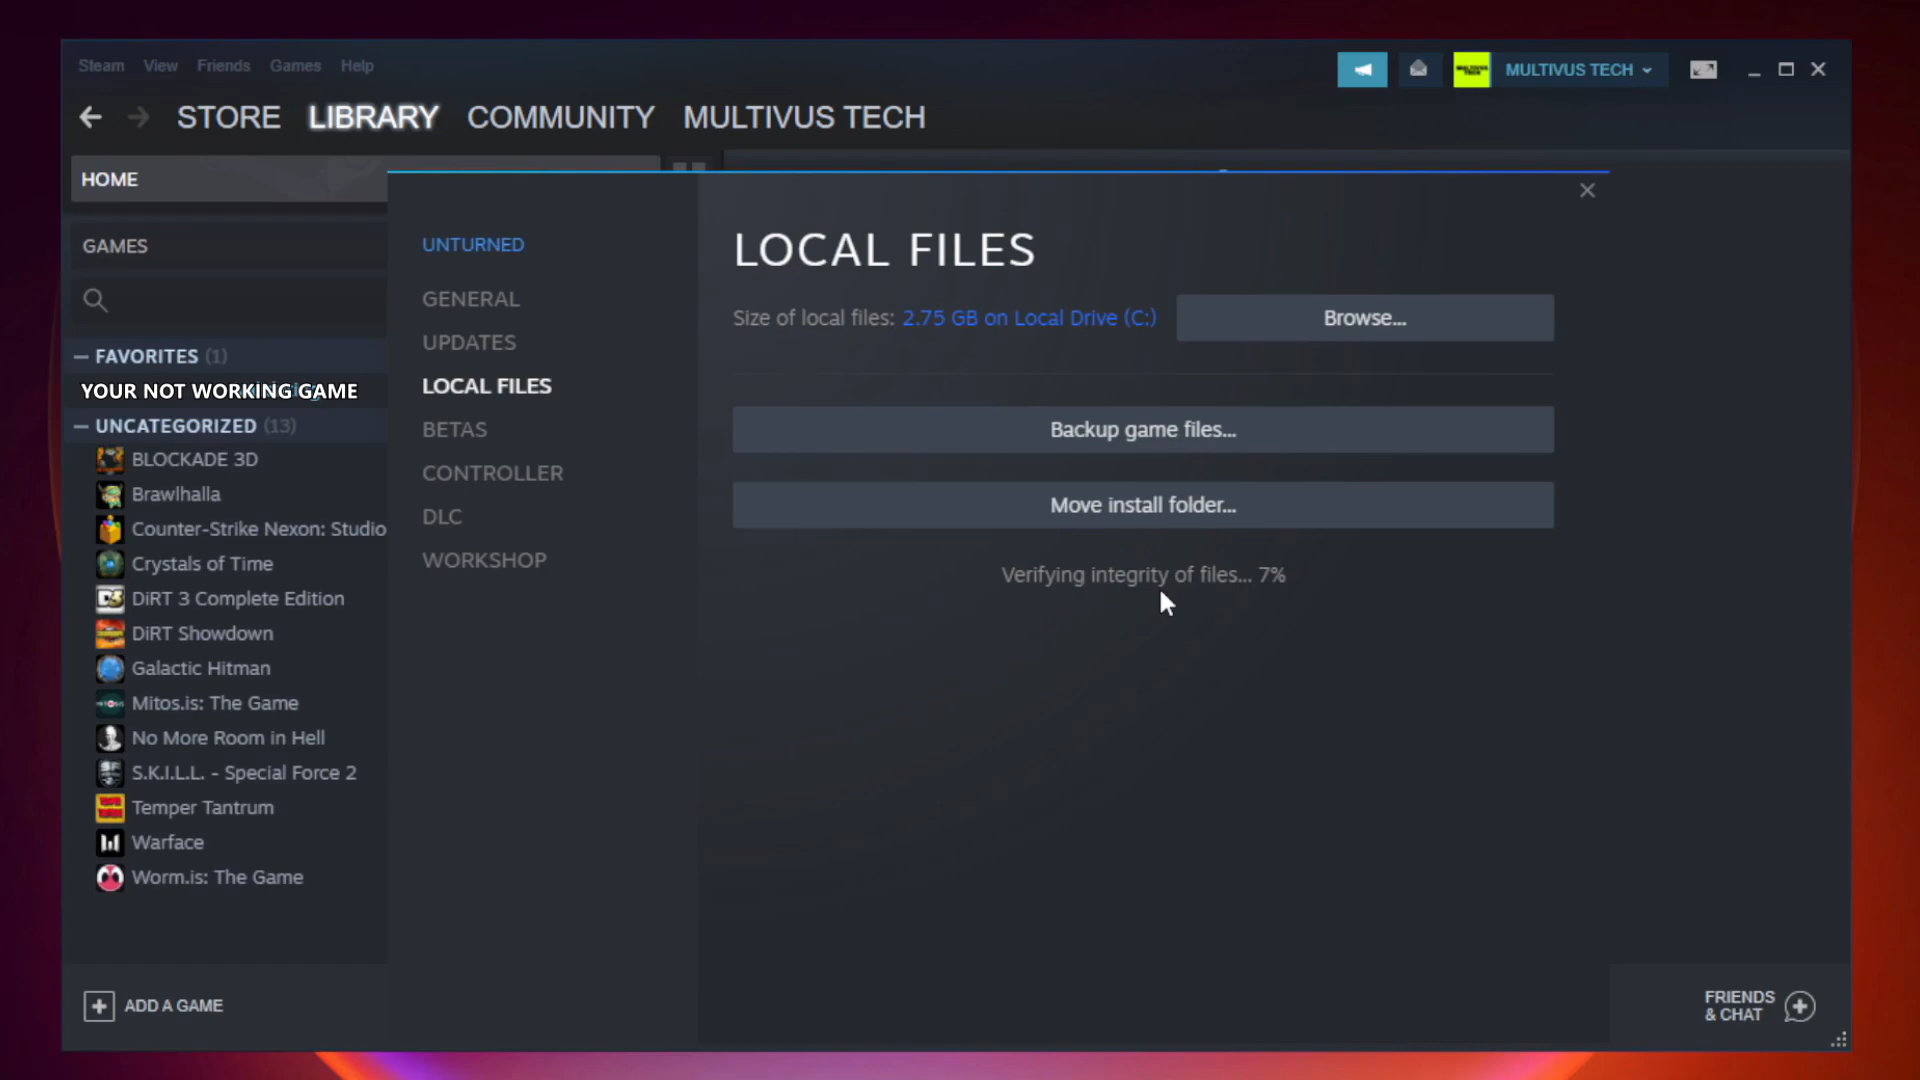 Steam View Friends Games Help
MULTIVUS TECH
STORE LIBRARY COMMUNITY MULTIVUS TECH
HOME
GAMES
— FAVORITES (1)
YOUR NOT WORKING GAME
— UNCATEGORIZED (13)
BLOCKADE 3D
Brawlhalla
Counter-Strike Nexon: Studio
Crystals of Time
DiRT 3 Complete Edition
DiRT Showdown
Galactic Hitman
Mitos.is: The Game
No More Room in Hell
S.K.I.L.L. - Special Force 2
Temper Tantrum
Warface
Worm.is: The Game
ADD A GAME
UNTURNED
GENERAL
UPDATES
LOCAL FILES
BETAS
CONTROLLER
DLC
WORKSHOP
LOCAL FILES
Size of local files: 2.75 GB on Local Drive (C:)
Browse...
Backup game files...
Move install folder...
Verifying integrity of files... 7%
FRIENDS
& CHAT